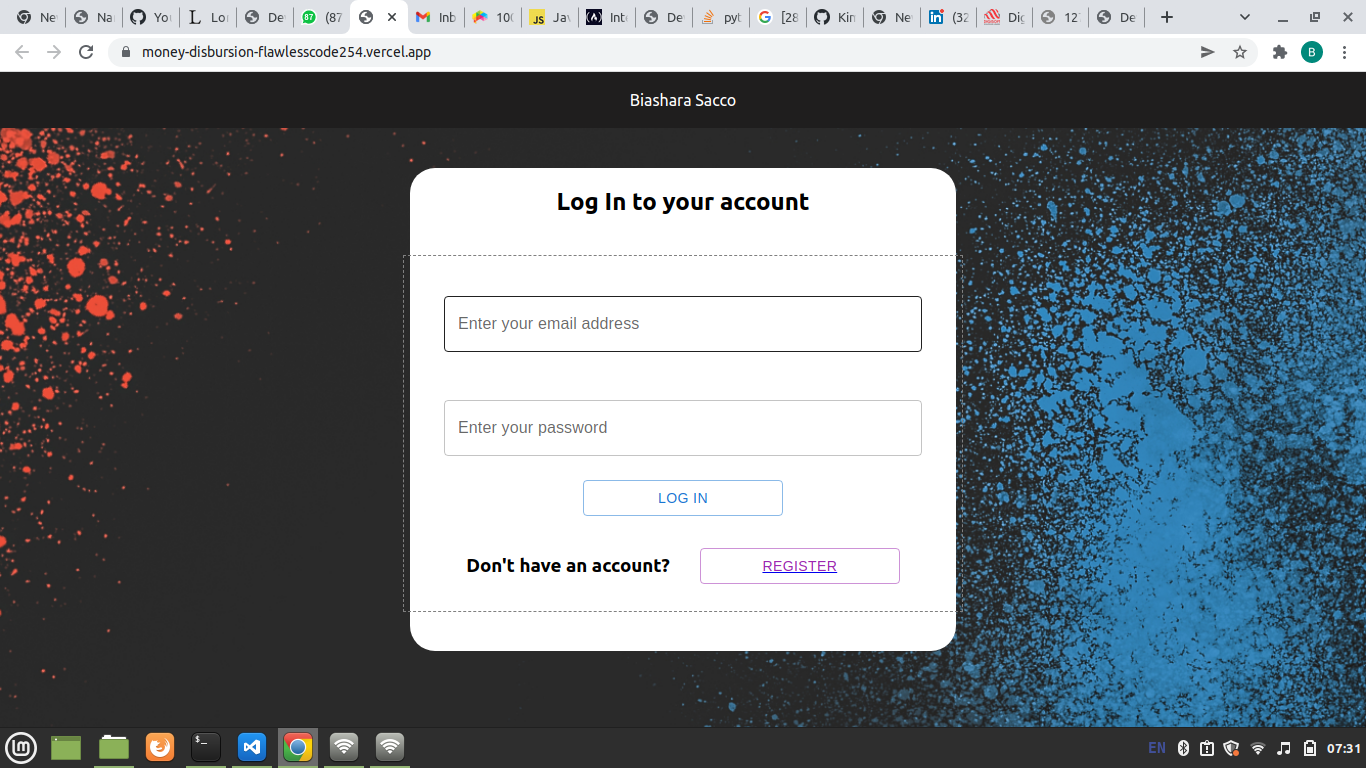 Ne Na Yo Lo De (87 Inb 100 Jav Inte De pyt [28 Kin Ne (32 Dig 127 De
money-disbursion-flawlesscode254.vercel.app
B
Biashara Sacco
Log In to your account
Enter your email address
Enter your password
LOG IN
Don't have an account?
REGISTER
EN
07:31